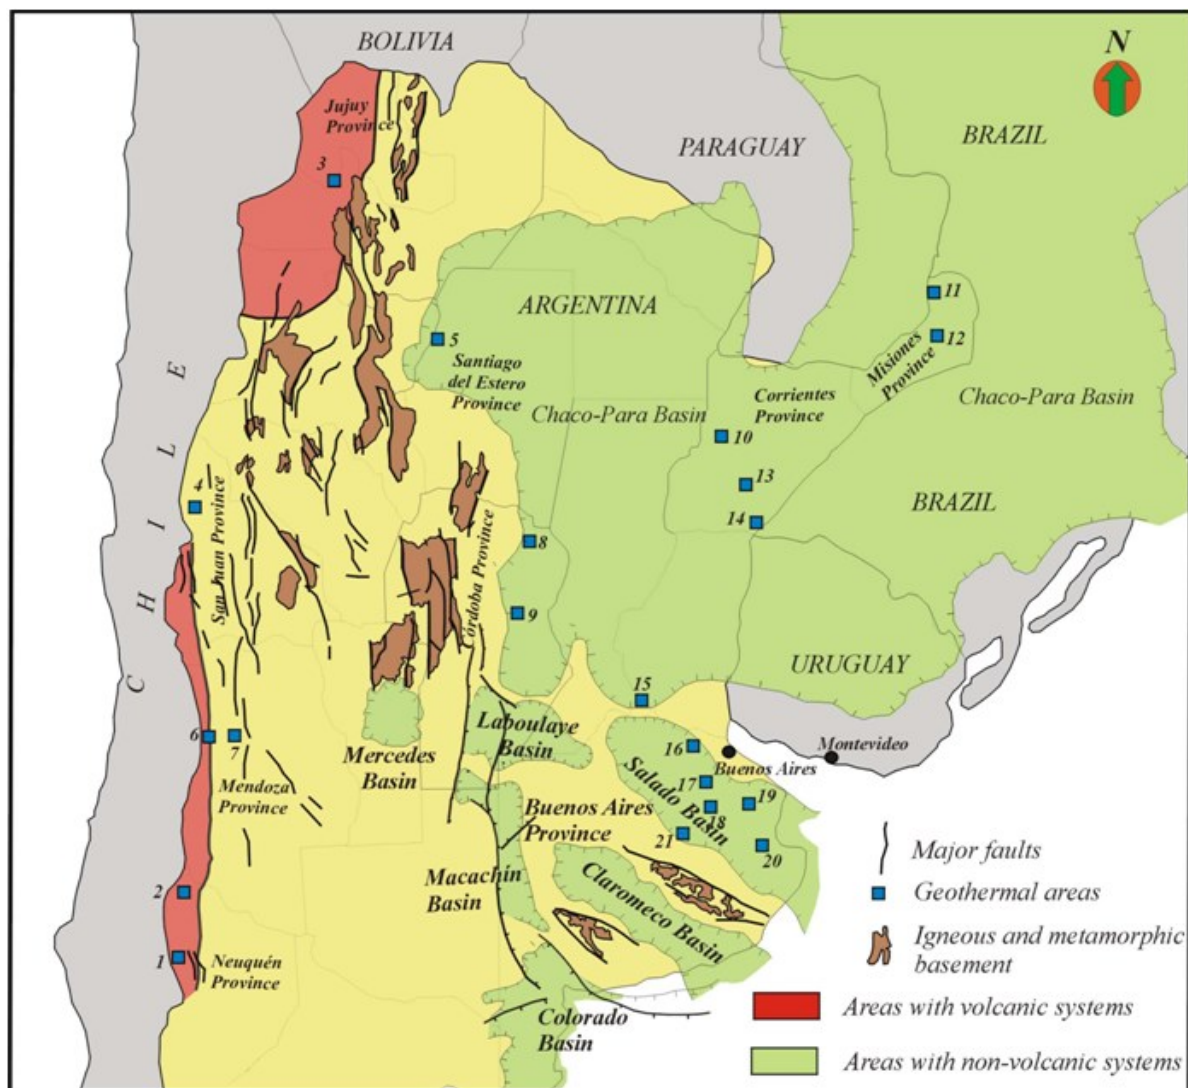 BOLIVIA
N
Jujuy
Province
PARAGUAY
BRAZIL
3
ARGENTINA
11
12
Misiones
Province
5
Santiago
del Estero
Province
Corrientes
Province
Chaco-Para Basin
Chaco-Para Basin
10
CHILE
4
13
14
BRAZIL
San Juan Province
8
Córdoba Province
9
URUGUAY
15
6
7
Laboulaye
Basin
Mercedes
Basin
16
Montevideo
Buenos Aires
17
Salado Basin
19
18
Mendoza
Province
Buenos Aires
Province
21
20
Macachin
Basin
Claromeco Basin
2
1
Neuquén
Province
Colorado
Basin
Major faults
Geothermal areas
Igneous and metamorphic
basement
Areas with volcanic systems
Areas with non-volcanic systems